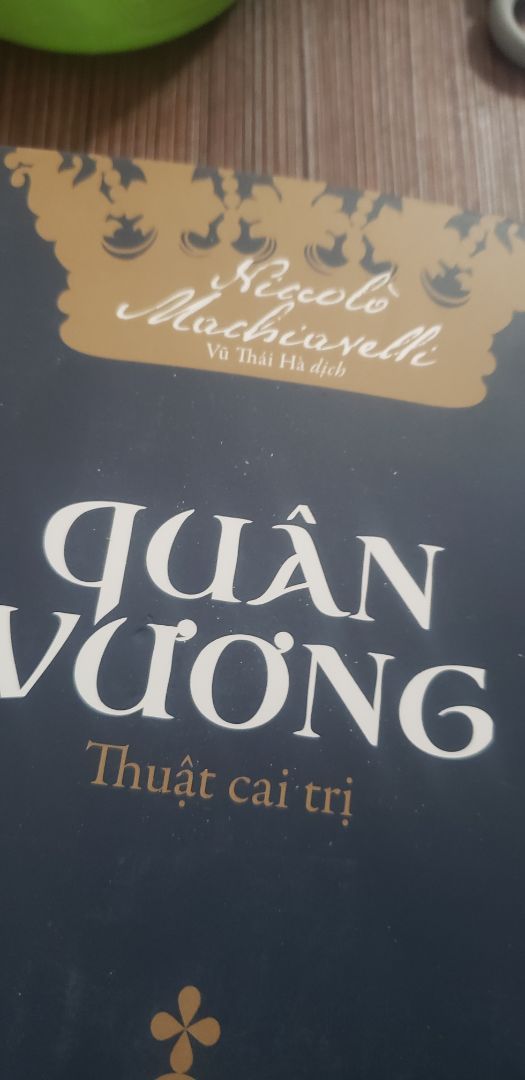 Niccolò
Machiavelli
Vũ Thái Hà dịch
QUÂN
VƯƠNG
Thuật cai trị